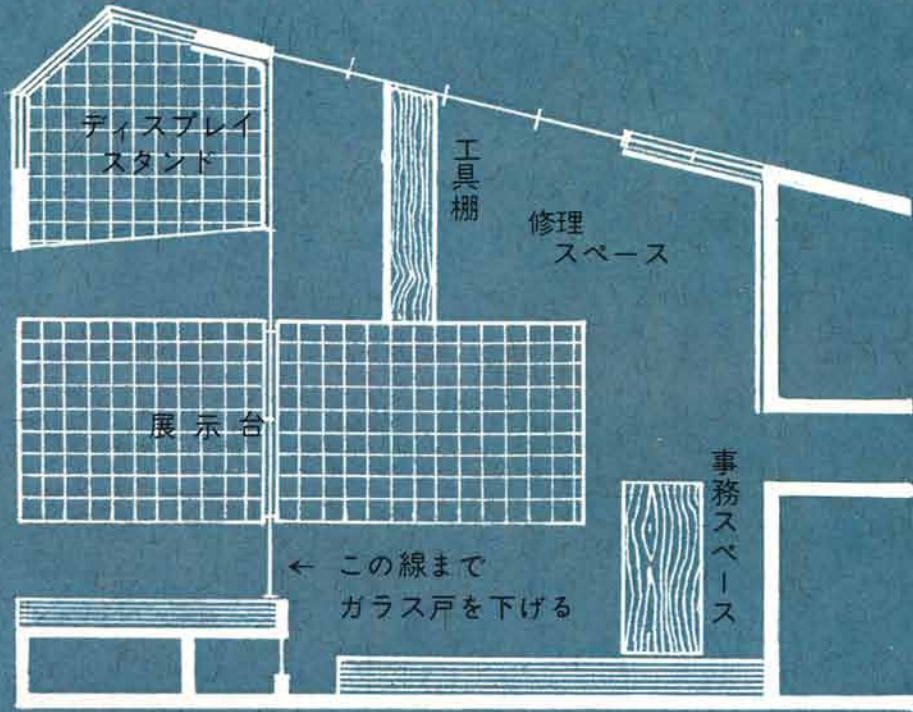 ディスプレイ
スタンド
工具棚
修理
スペース
展示台
事務スペース
← この線まで
ガラス戸を下げる